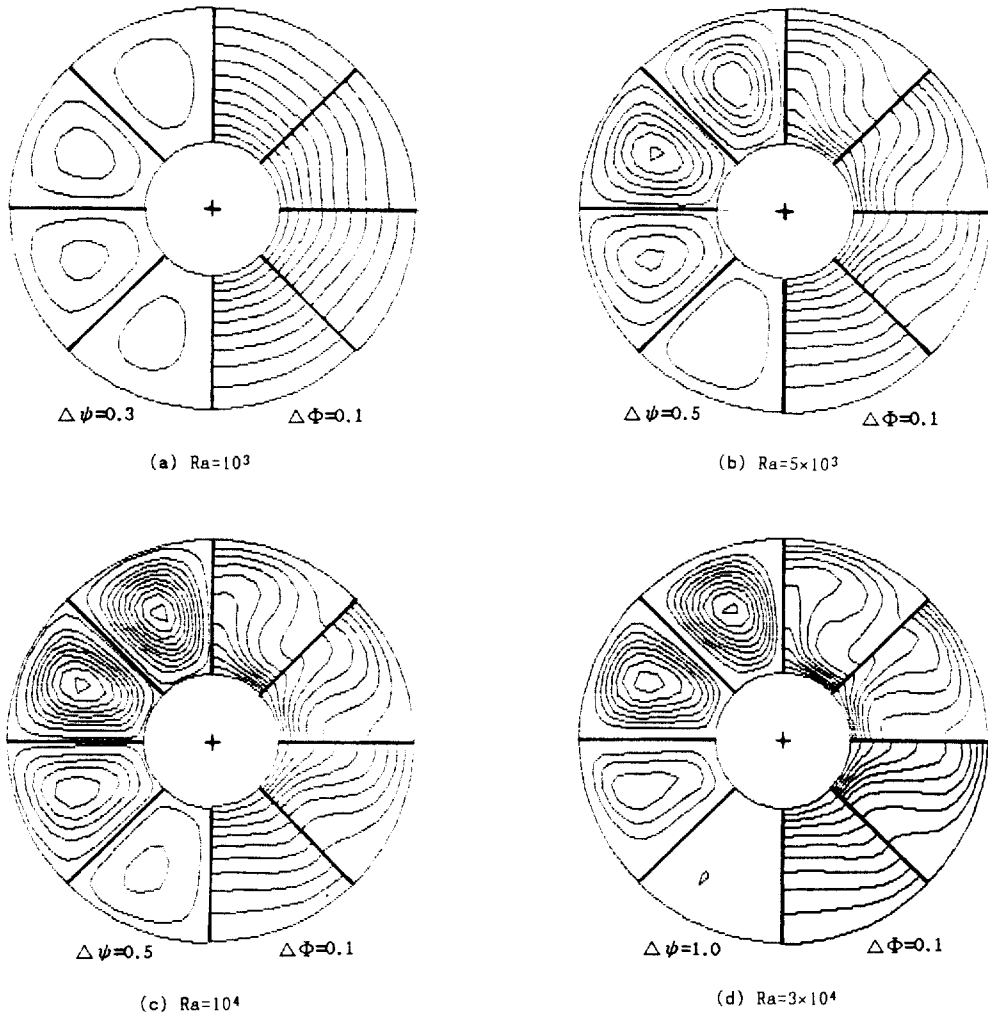 △ψ=0.3 △Φ=0.1
(a) Ra=10³
△ψ=0.5 △Φ=0.1
(b) Ra=5×10³
△ψ=0.5 △Φ=0.1
(c) Ra=10⁴
△ψ=1.0 △Φ=0.1
(d) Ra=3×10⁴